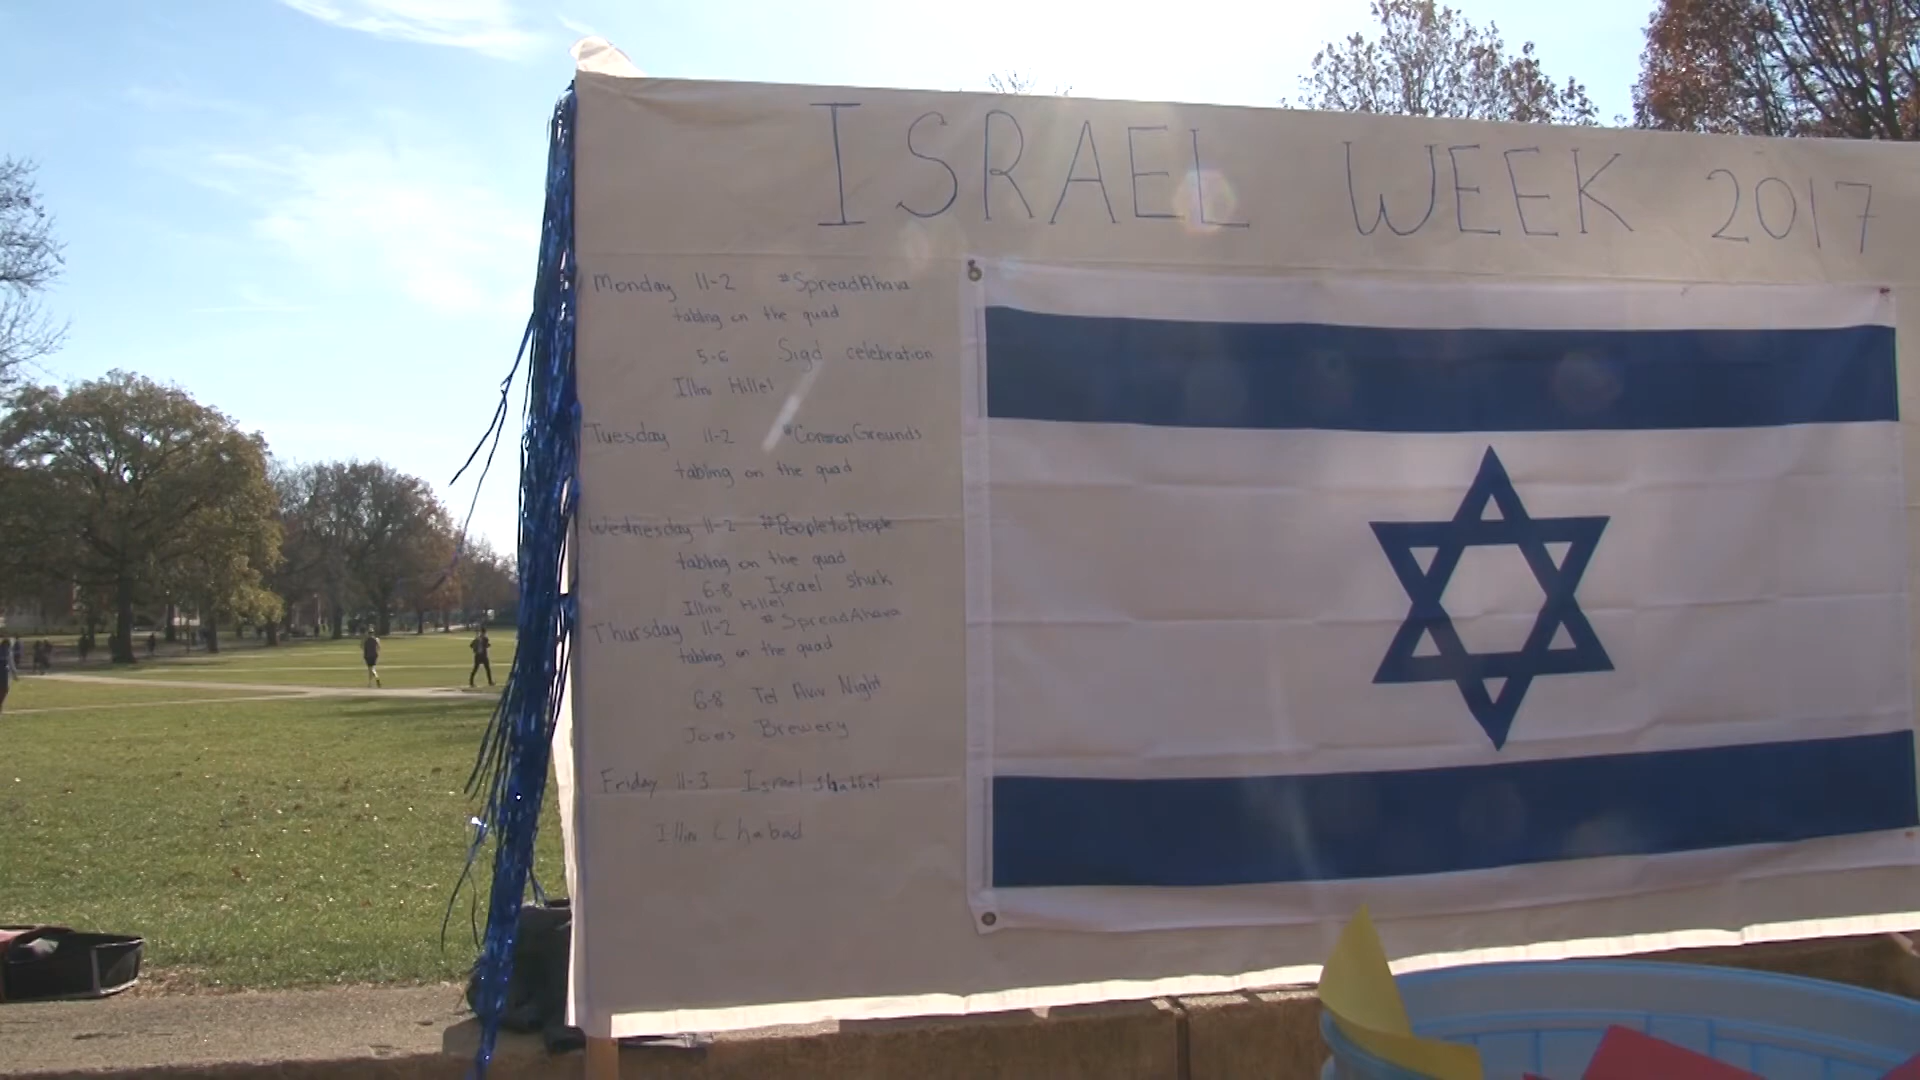 ISRAEL WEEK 2017
Monday 11-2 #SpreadAhava
tabling on the quad
5-6 Sigd celebration
Illini Hillel
Tuesday 11-2 #CommonGrounds
tabling on the quad
Wednesday 11-2 #PeopletoPeople
tabling on the quad
6-8 Israel shuk
Illini Hillel
Thursday 11-2 #SpreadAhava
tabling on the quad
6-8 Tel Aviv Night
Joes Brewery
Friday 11-3 Israel shabbat
Illini Chabad